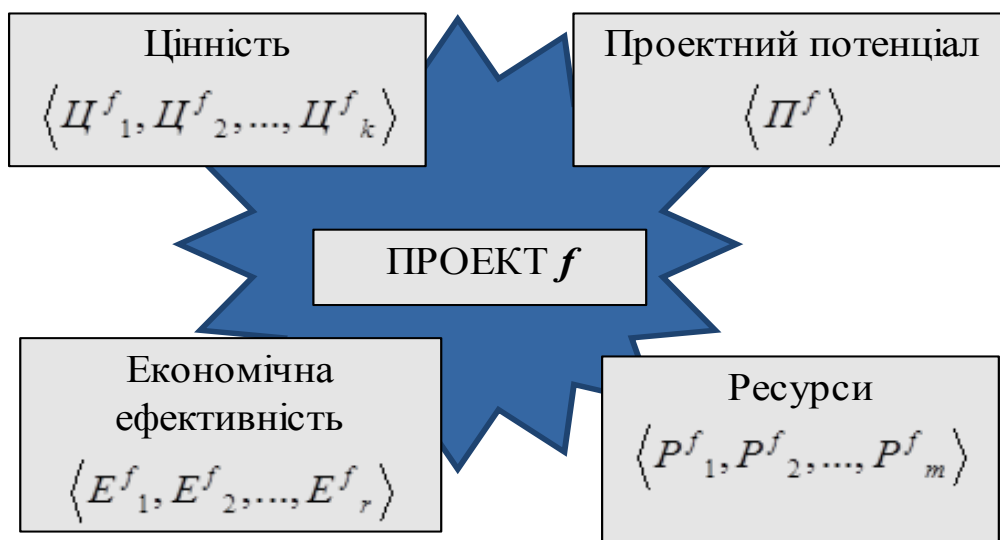 Цінність
⟨Ц^f_1, Ц^f_2, ..., Ц^f_k⟩
Проектний потенціал
⟨П^f⟩
ПРОЕКТ f
Економічна
ефективність
⟨E^f_1, E^f_2, ..., E^f_r⟩
Ресурси
⟨P^f_1, P^f_2, ..., P^f_m⟩